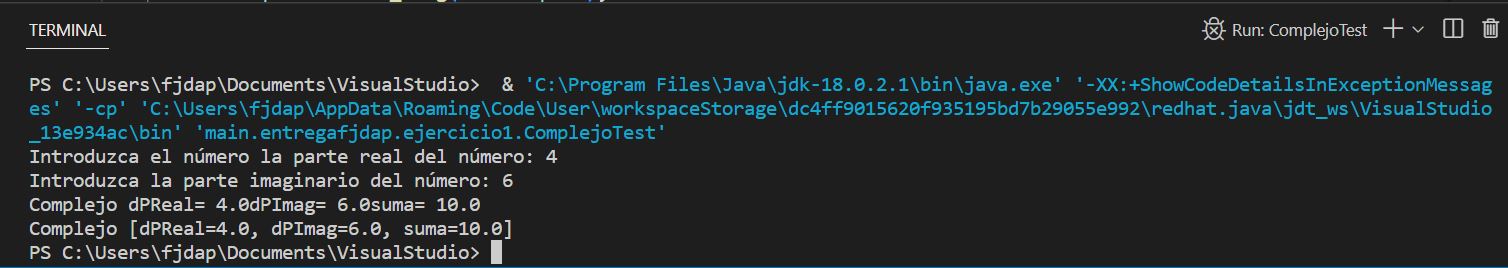 TERMINAL
Run: ComplejoTest
PS C:\Users\fjdap\Documents\VisualStudio>  & 'C:\Program Files\Java\jdk-18.0.2.1\bin\java.exe' '-XX:+ShowCodeDetailsInExceptionMessag
es' '-cp' 'C:\Users\fjdap\AppData\Roaming\Code\User\workspaceStorage\dc4ff9015620f935195bd7b29055e992\redhat.java\jdt_ws\VisualStudio
_13e934ac\bin' 'main.entregafjdap.ejercicio1.ComplejoTest'
Introduzca el número la parte real del número: 4
Introduzca la parte imaginario del número: 6
Complejo dPReal= 4.0dPImag= 6.0suma= 10.0
Complejo [dPReal=4.0, dPImag=6.0, suma=10.0]
PS C:\Users\fjdap\Documents\VisualStudio>